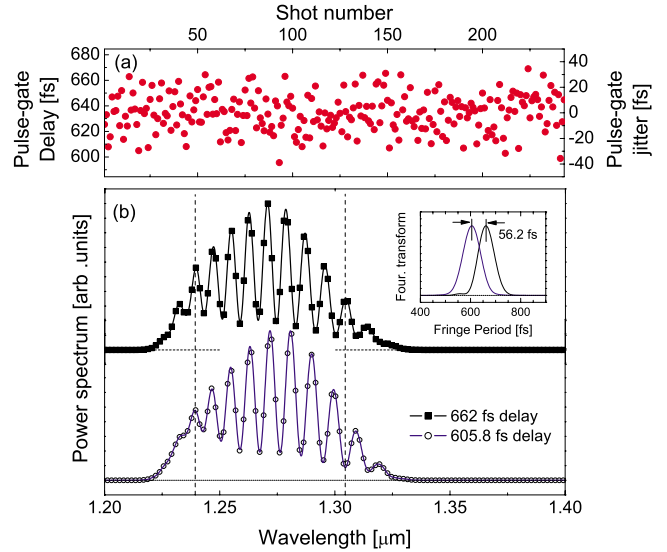 Shot number
50 100 150 200
680
660
640
620
600
(a)
Pulse-gate
Delay [fs]
40
20
0
-20
-40
Pulse-gate
jitter [fs]
(b)
Power spectrum [arb .units]
Four. transform
56.2 fs
400 600 800
Fringe Period [fs]
662 fs delay
605.8 fs delay
1.20 1.25 1.30 1.35 1.40
Wavelength [μm]